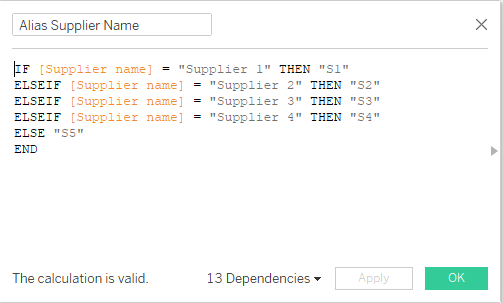 Alias Supplier Name
IF [Supplier name] = "Supplier 1" THEN "S1"
ELSEIF [Supplier name] = "Supplier 2" THEN "S2"
ELSEIF [Supplier name] = "Supplier 3" THEN "S3"
ELSEIF [Supplier name] = "Supplier 4" THEN "S4"
ELSE "S5"
END
The calculation is valid. 13 Dependencies Apply OK